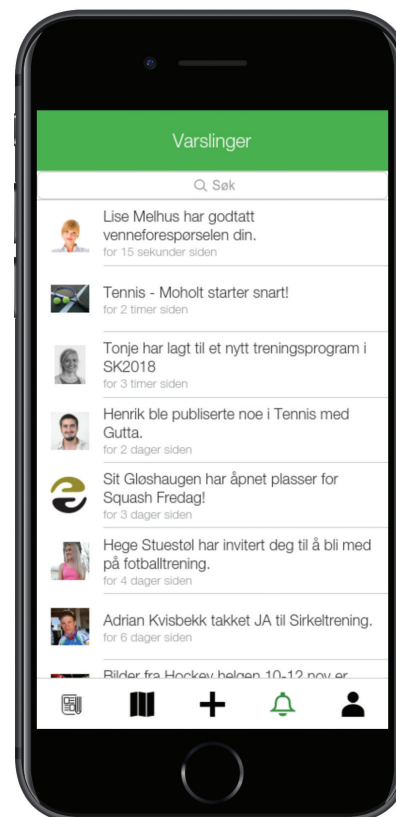 Varslinger
Søk
Lise Melhus har godtatt
venneforespørselen din.
for 15 sekunder siden
Tennis - Moholt starter snart!
for 2 timer siden
Tonje har lagt til et nytt treningsprogram i
SK2018
for 3 timer siden
Henrik ble publiserte noe i Tennis med
Gutta.
for 2 dager siden
Sit Gløshaugen har åpnet plasser for
Squash Fredag!
for 3 dager siden
Hege Stuestøl har invitert deg til å bli med
på fotballtrening.
for 4 dager siden
Adrian Kvisbekk takket JA til Sirkeltrening.
for 6 dager siden
Bilder fra Hockey helgen 10-12 nov er